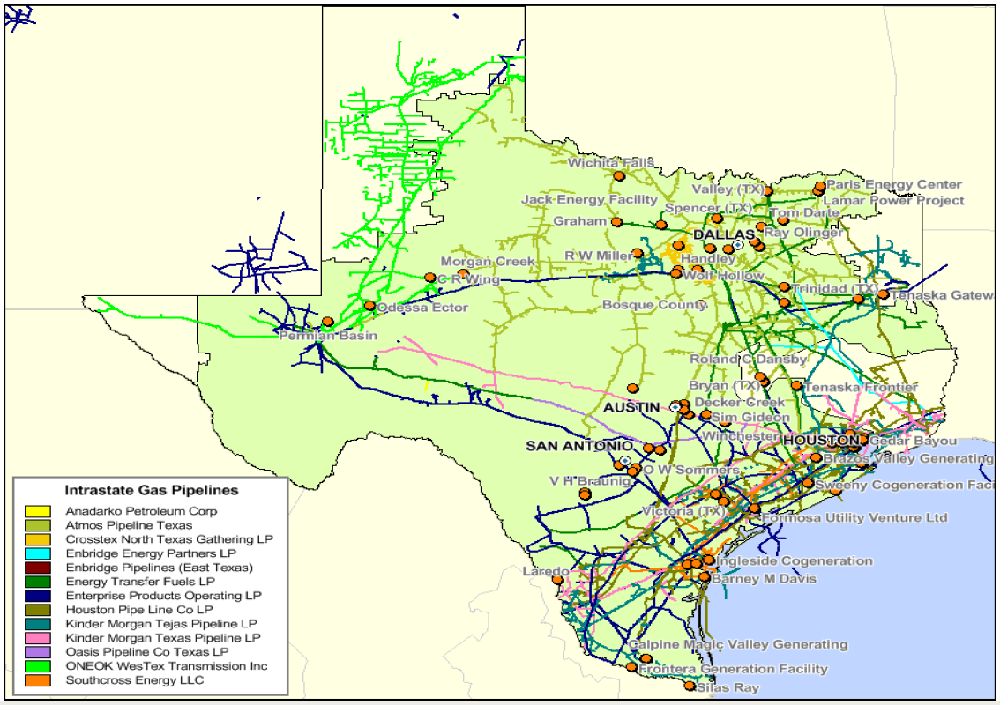 Wichita Falls
Valley (TX)
Paris Energy Center
Jack Energy Facility
Spencer (TX)
Lamar Power Project
Graham
Tom Darte
DALLAS
Ray Olinger
R W Miller
Handley
Morgan Creek
C R Wing
Wolf Hollow
Trinidad (TX)
Tenaska Gatew
Odessa Ector
Bosque County
Permian Basin
Roland C Dansby
Bryan (TX)
Tenaska Frontier
AUSTIN
Decker Creek
Sim Gideon
Winchester
HOUSTON
Cedar Bayou
SAN ANTONIO
Brazos Valley Generating
O W Sommers
V H Braunig
Sweeny Cogeneration Faci
Victoria (TX)
Formosa Utility Venture Ltd
Ingleside Cogeneration
Laredo
Barney M Davis
Calpine Magic Valley Generating
Frontera Generation Facility
Silas Ray
Intrastate Gas Pipelines
Anadarko Petroleum Corp
Atmos Pipeline Texas
Crosstex North Texas Gathering LP
Enbridge Energy Partners LP
Enbridge Pipelines (East Texas)
Energy Transfer Fuels LP
Enterprise Products Operating LP
Houston Pipe Line Co LP
Kinder Morgan Tejas Pipeline LP
Kinder Morgan Texas Pipeline LP
Oasis Pipeline Co Texas LP
ONEOK WesTex Transmission Inc
Southcross Energy LLC